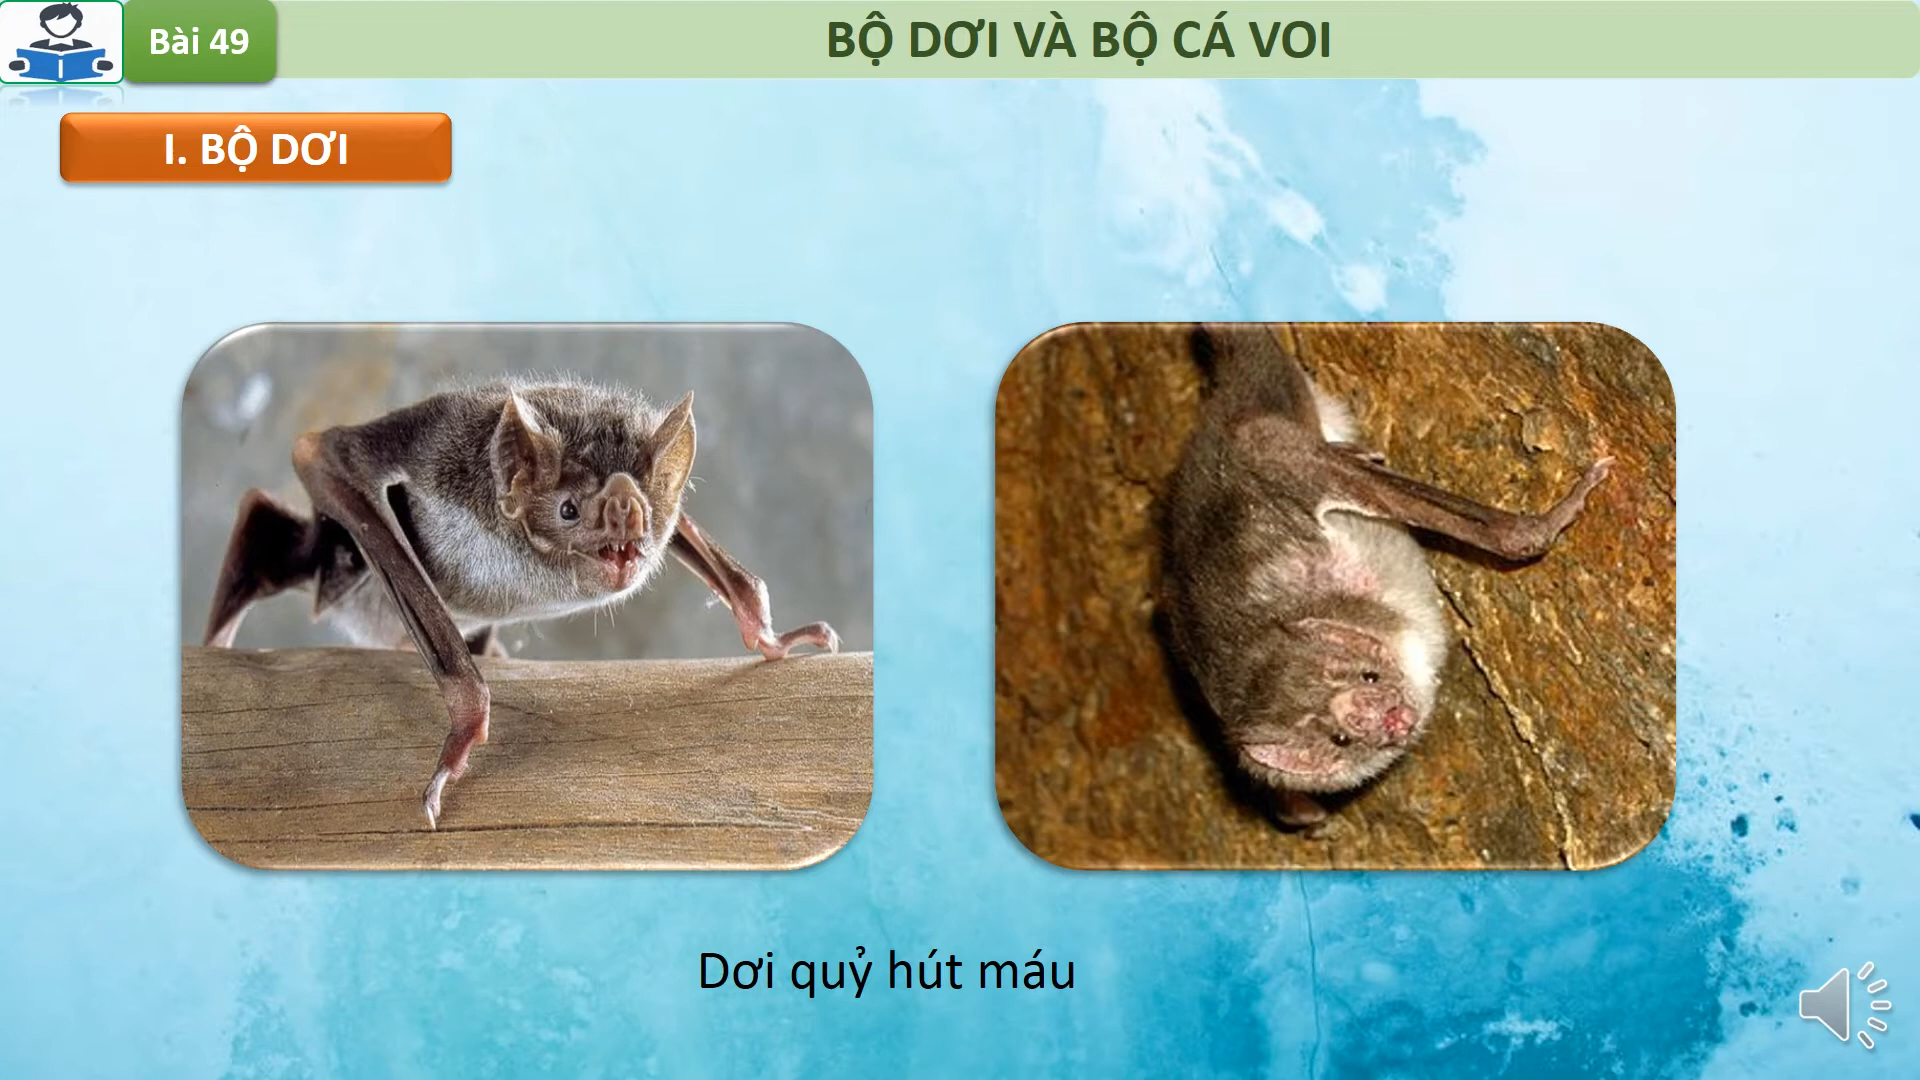 Bài 49
BỘ DƠI VÀ BỘ CÁ VOI
I. BỘ DƠI
Dơi quỷ hút máu